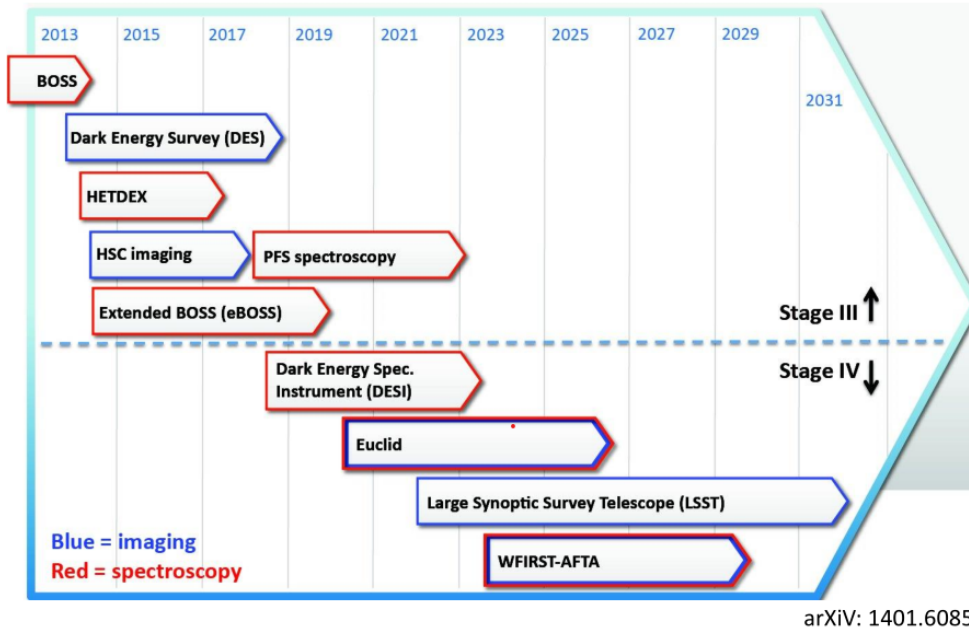 2013 2015 2017 2019 2021 2023 2025 2027 2029
2031
BOSS
Dark Energy Survey (DES)
HETDEX
HSC imaging
PFS spectroscopy
Extended BOSS (eBOSS)
Stage III
Stage IV
Dark Energy Spec.
Instrument (DESI)
Euclid
Large Synoptic Survey Telescope (LSST)
WFIRST-AFTA
Blue = imaging
Red = spectroscopy
arXiV: 1401.6085